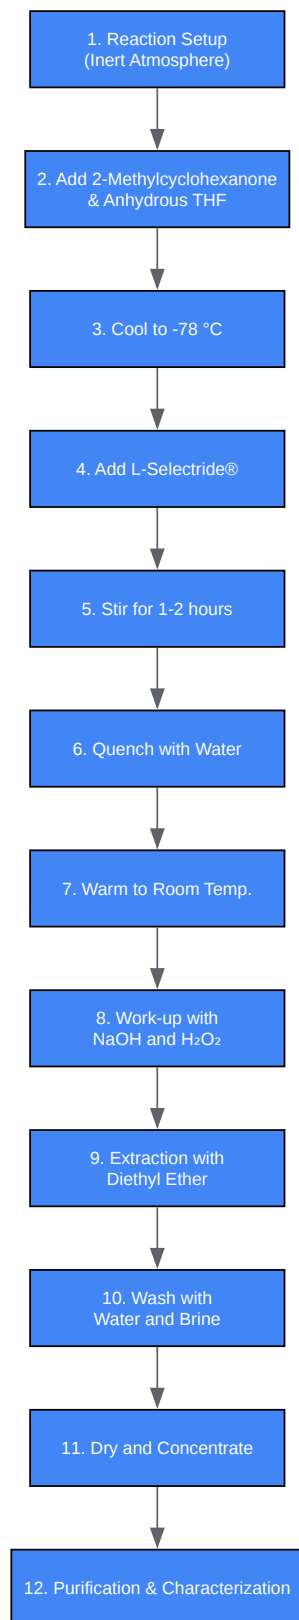 1. Reaction Setup
(Inert Atmosphere)
2. Add 2-Methylcyclohexanone
& Anhydrous THF
3. Cool to -78 °C
4. Add L-Selectride®
5. Stir for 1-2 hours
6. Quench with Water
7. Warm to Room Temp.
8. Work-up with
NaOH and H₂O₂
9. Extraction with
Diethyl Ether
10. Wash with
Water and Brine
11. Dry and Concentrate
12. Purification & Characterization